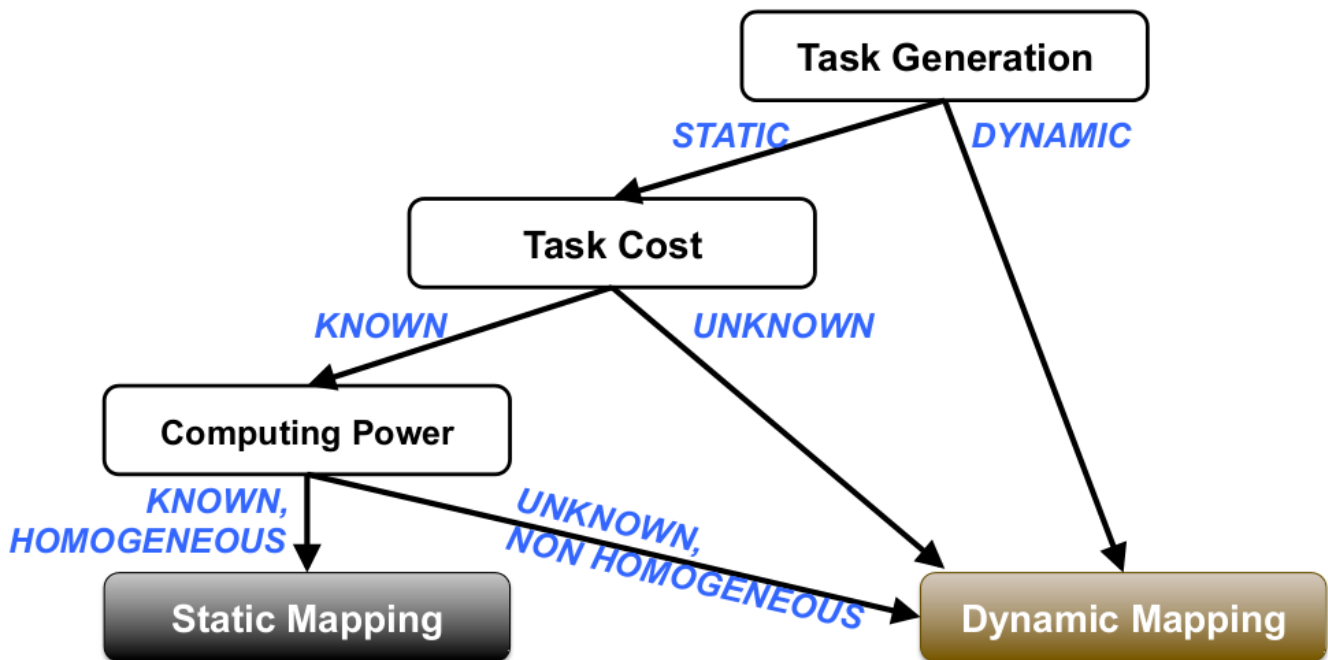 Task Generation
STATIC
DYNAMIC
Task Cost
KNOWN
UNKNOWN
Computing Power
KNOWN,
HOMOGENEOUS
UNKNOWN,
NON HOMOGENEOUS
Static Mapping
Dynamic Mapping